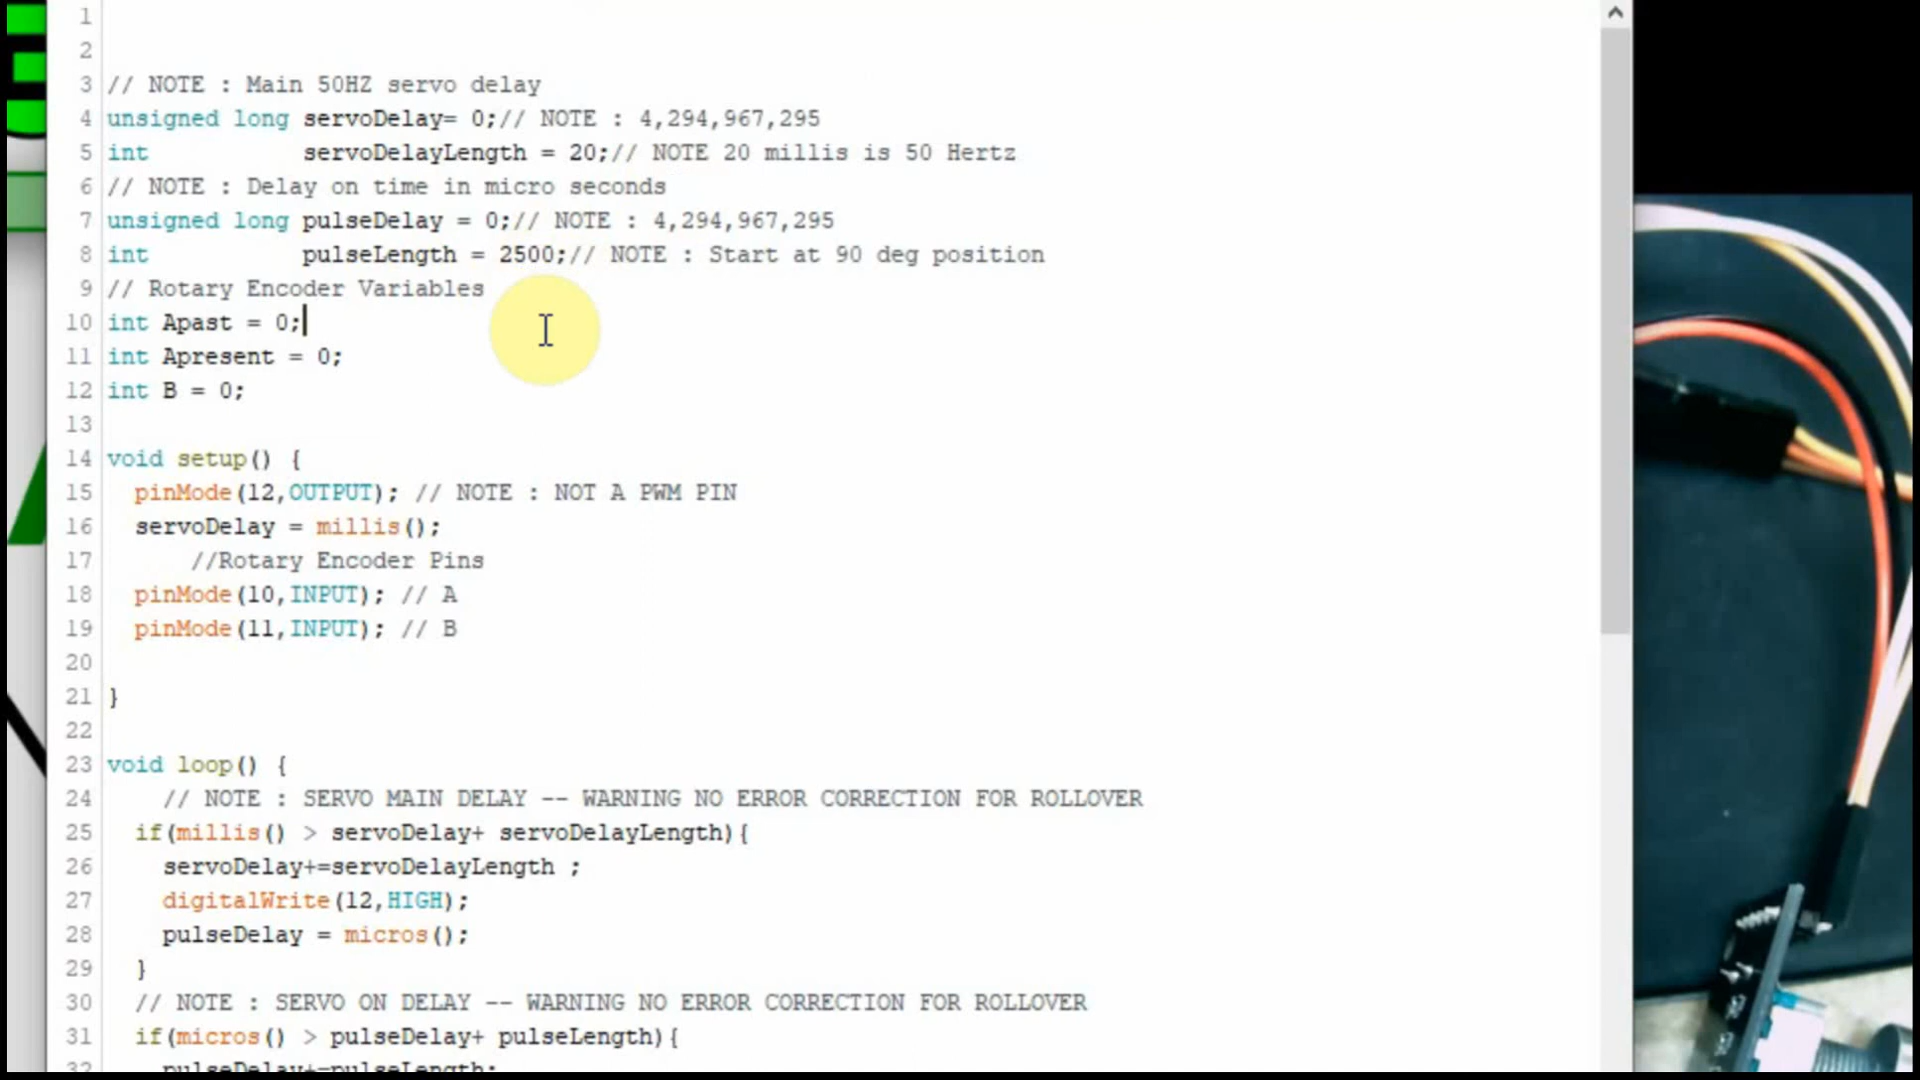 1
2
3 // NOTE : Main 50HZ servo delay
4 unsigned long servoDelay= 0;// NOTE : 4,294,967,295
5 int servoDelayLength = 20;// NOTE 20 millis is 50 Hertz
6 // NOTE : Delay on time in micro seconds
7 unsigned long pulseDelay = 0;// NOTE : 4,294,967,295
8 int pulseLength = 2500;// NOTE : Start at 90 deg position
9 // Rotary Encoder Variables
10 int Apast = 0;
11 int Apresent = 0;
12 int B = 0;
13
14 void setup() {
15 pinMode(12,OUTPUT); // NOTE : NOT A PWM PIN
16 servoDelay = millis();
17 //Rotary Encoder Pins
18 pinMode(10,INPUT); // A
19 pinMode(11,INPUT); // B
20
21 }
22
23 void loop() {
24 // NOTE : SERVO MAIN DELAY -- WARNING NO ERROR CORRECTION FOR ROLLOVER
25 if(millis() > servoDelay+ servoDelayLength){
26 servoDelay+=servoDelayLength ;
27 digitalWrite(12,HIGH);
28 pulseDelay = micros();
29 }
30 // NOTE : SERVO ON DELAY -- WARNING NO ERROR CORRECTION FOR ROLLOVER
31 if(micros() > pulseDelay+ pulseLength){
32 pulseDelay+=pulseLength;